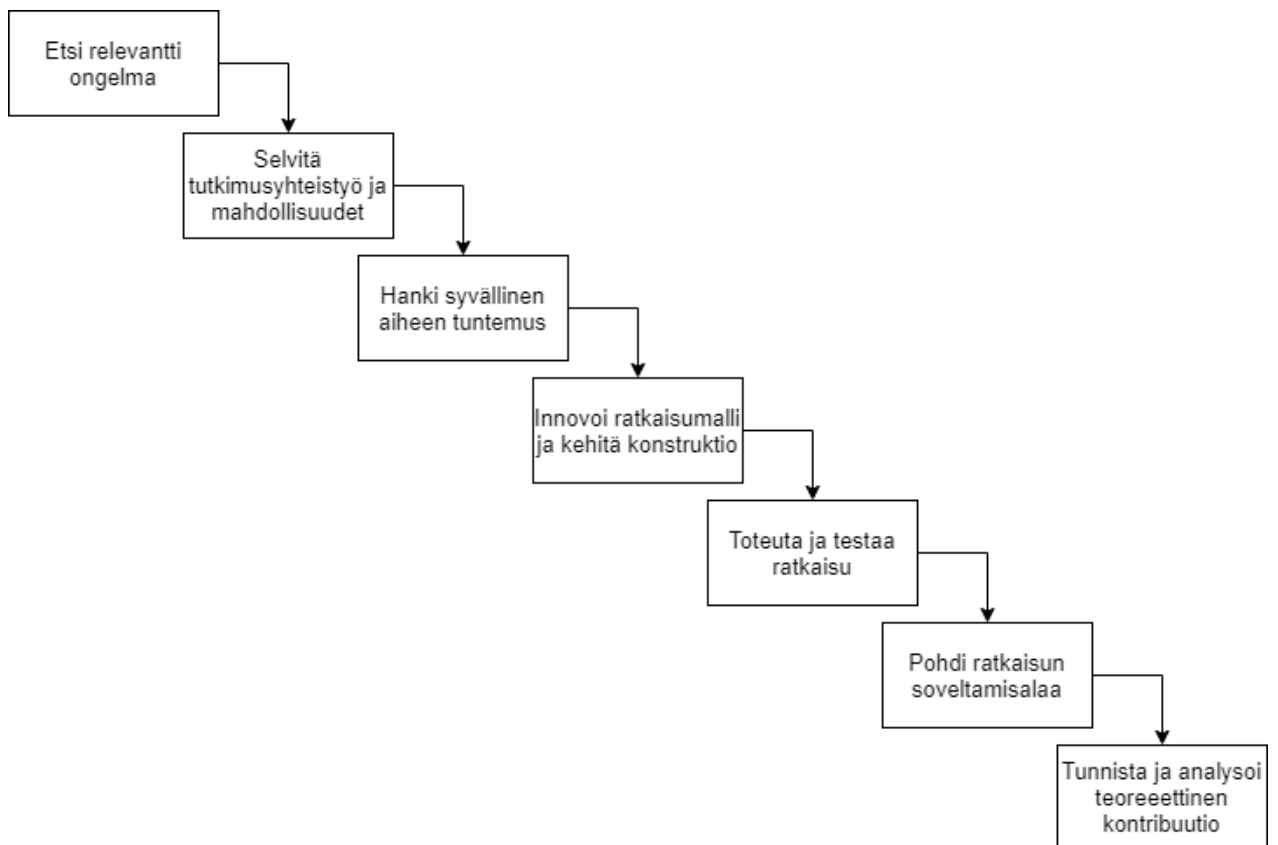 Etsi relevantti
ongelma
Selvitä
tutkimusyhteistyö ja
mahdollisuudet
Hanki syvällinen
aiheen tuntemus
Innovoi ratkaisumalli
ja kehitä konstruktio
Toteuta ja testaa
ratkaisu
Pohdi ratkaisun
soveltamisalaa
Tunnista ja analysoi
teoreeettinen
kontribuutio